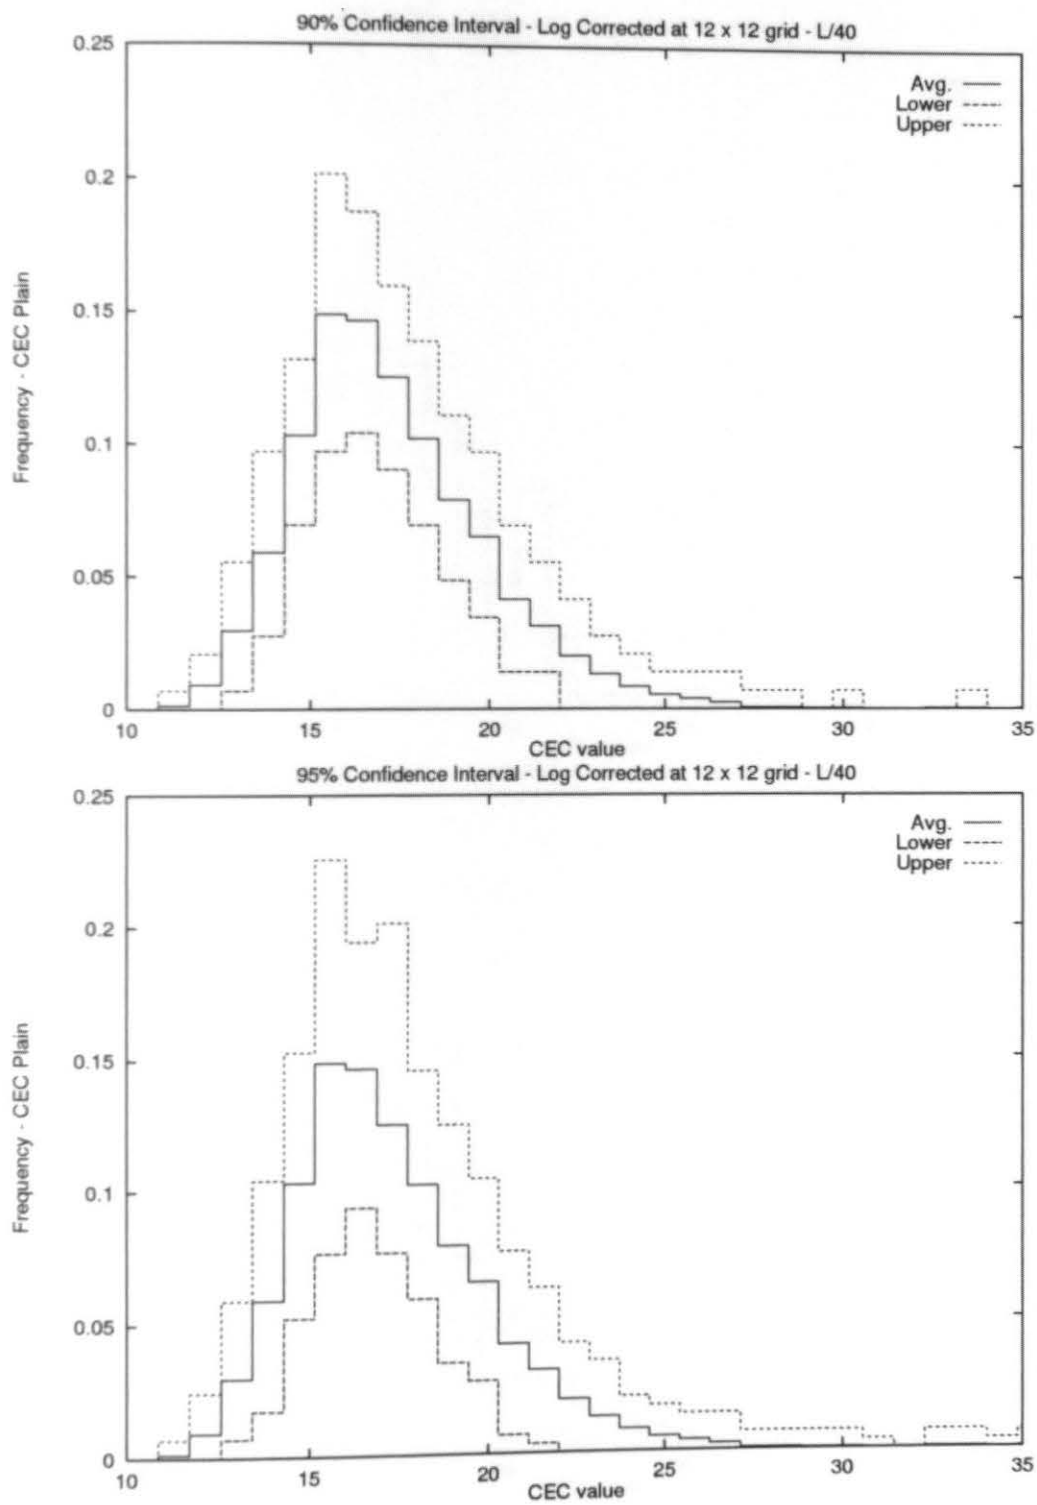 90% Confidence Interval - Log Corrected at 12 x 12 grid - L/40
0.25
0.2
0.15
0.1
0.05
0
Frequency - CEC Plain
Avg.
Lower
Upper
10 15 20 25 30 35
CEC value
95% Confidence Interval - Log Corrected at 12 x 12 grid - L/40
0.25
0.2
0.15
0.1
0.05
0
Frequency - CEC Plain
Avg.
Lower
Upper
10 15 20 25 30 35
CEC value